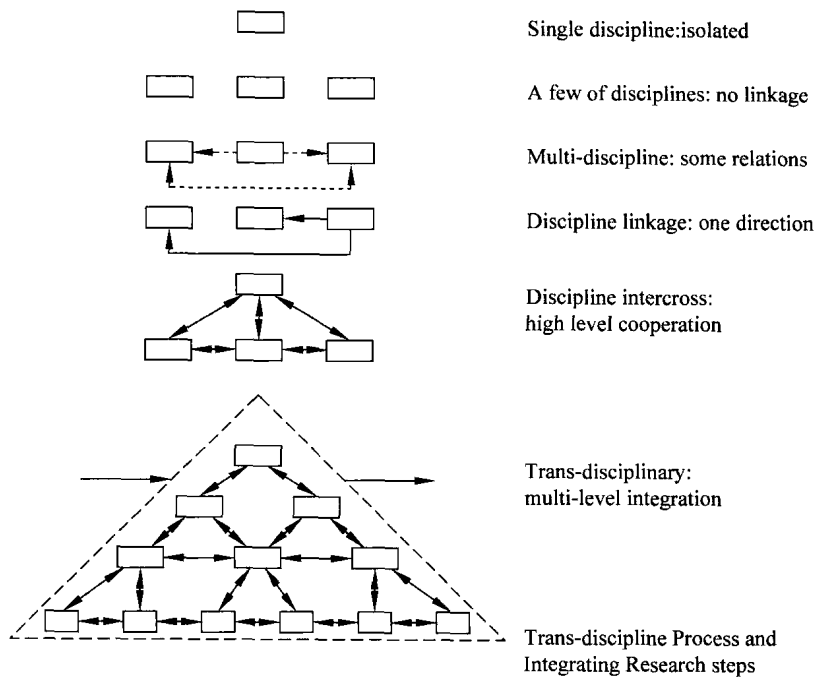 Single discipline:isolated
A few of disciplines: no linkage
Multi-discipline: some relations
Discipline linkage: one direction
Discipline intercross:
high level cooperation
Trans-disciplinary:
multi-level integration
Trans-discipline Process and
Integrating Research steps